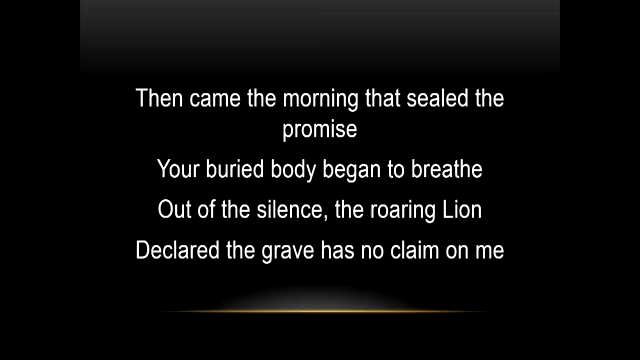 Then came the morning that sealed the
promise
Your buried body began to breathe
Out of the silence, the roaring Lion
Declared the grave has no claim on me